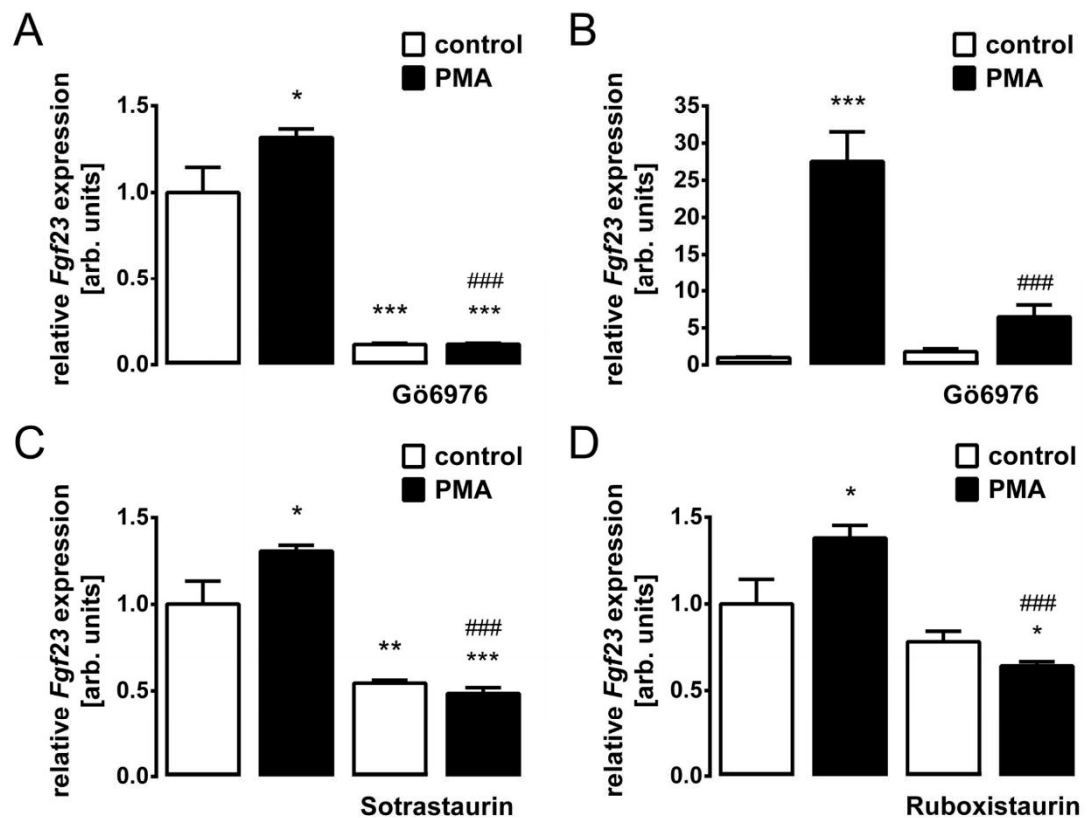 A
control
PMA
relative Fgf23 expression
[arb. units]
1.5
1.0
0.5
0.0
*
***
###
***
Gö6976
B
control
PMA
relative Fgf23 expression
[arb. units]
35
30
25
20
15
10
5
0
***
###
Gö6976
C
control
PMA
relative Fgf23 expression
[arb. units]
1.5
1.0
0.5
0.0
*
**
###
***
Sotrastaurin
D
control
PMA
relative Fgf23 expression
[arb. units]
1.5
1.0
0.5
0.0
*
###
*
Ruboxistaurin